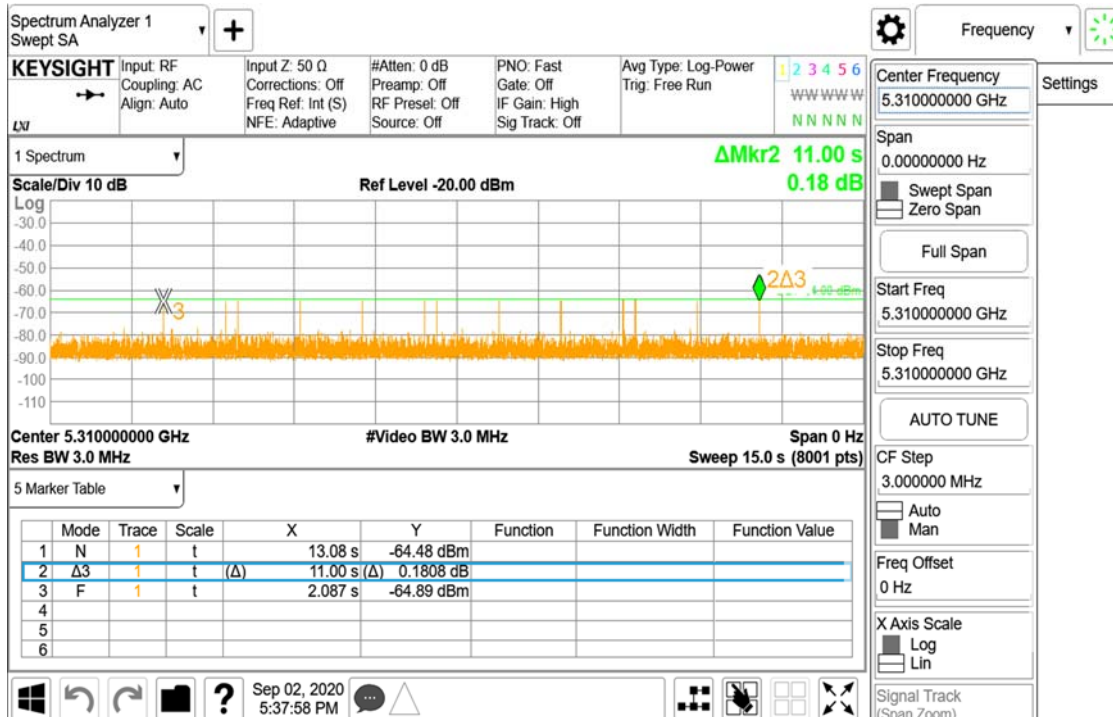 Spectrum Analyzer 1
Swept SA
Frequency
KEYSIGHT
LXI
Input: RF
Coupling: AC
Align: Auto
Input Z: 50 Ω
Corrections: Off
Freq Ref: Int (S)
NFE: Adaptive
#Atten: 0 dB
Preamp: Off
RF Presel: Off
Source: Off
PNO: Fast
Gate: Off
IF Gain: High
Sig Track: Off
Avg Type: Log-Power
Trig: Free Run
1 2 3 4 5 6
W W W W W
N N N N N
1 Spectrum
ΔMkr2 11.00 s
0.18 dB
Scale/Div 10 dB
Ref Level -20.00 dBm
Log
-30.0
-40.0
-50.0
-60.0
-70.0
-80.0
-90.0
-100
-110
3
2Δ3
Center 5.310000000 GHz
#Video BW 3.0 MHz
Span 0 Hz
Res BW 3.0 MHz
Sweep 15.0 s (8001 pts)
5 Marker Table
Mode Trace Scale X Y Function Function Width Function Value
1 N 1 t 13.08 s -64.48 dBm
2 Δ3 1 t (Δ) 11.00 s (Δ) 0.1808 dB
3 F 1 t 2.087 s -64.89 dBm
4
5
6
Sep 02, 2020
5:37:58 PM
Center Frequency
5.310000000 GHz
Span
0.00000000 Hz
Swept Span
Zero Span
Full Span
Start Freq
5.310000000 GHz
Stop Freq
5.310000000 GHz
AUTO TUNE
CF Step
3.000000 MHz
Auto
Man
Freq Offset
0 Hz
X Axis Scale
Log
Lin
Signal Track
(Span Zoom)
Settings